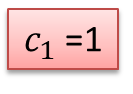 c₁ =1